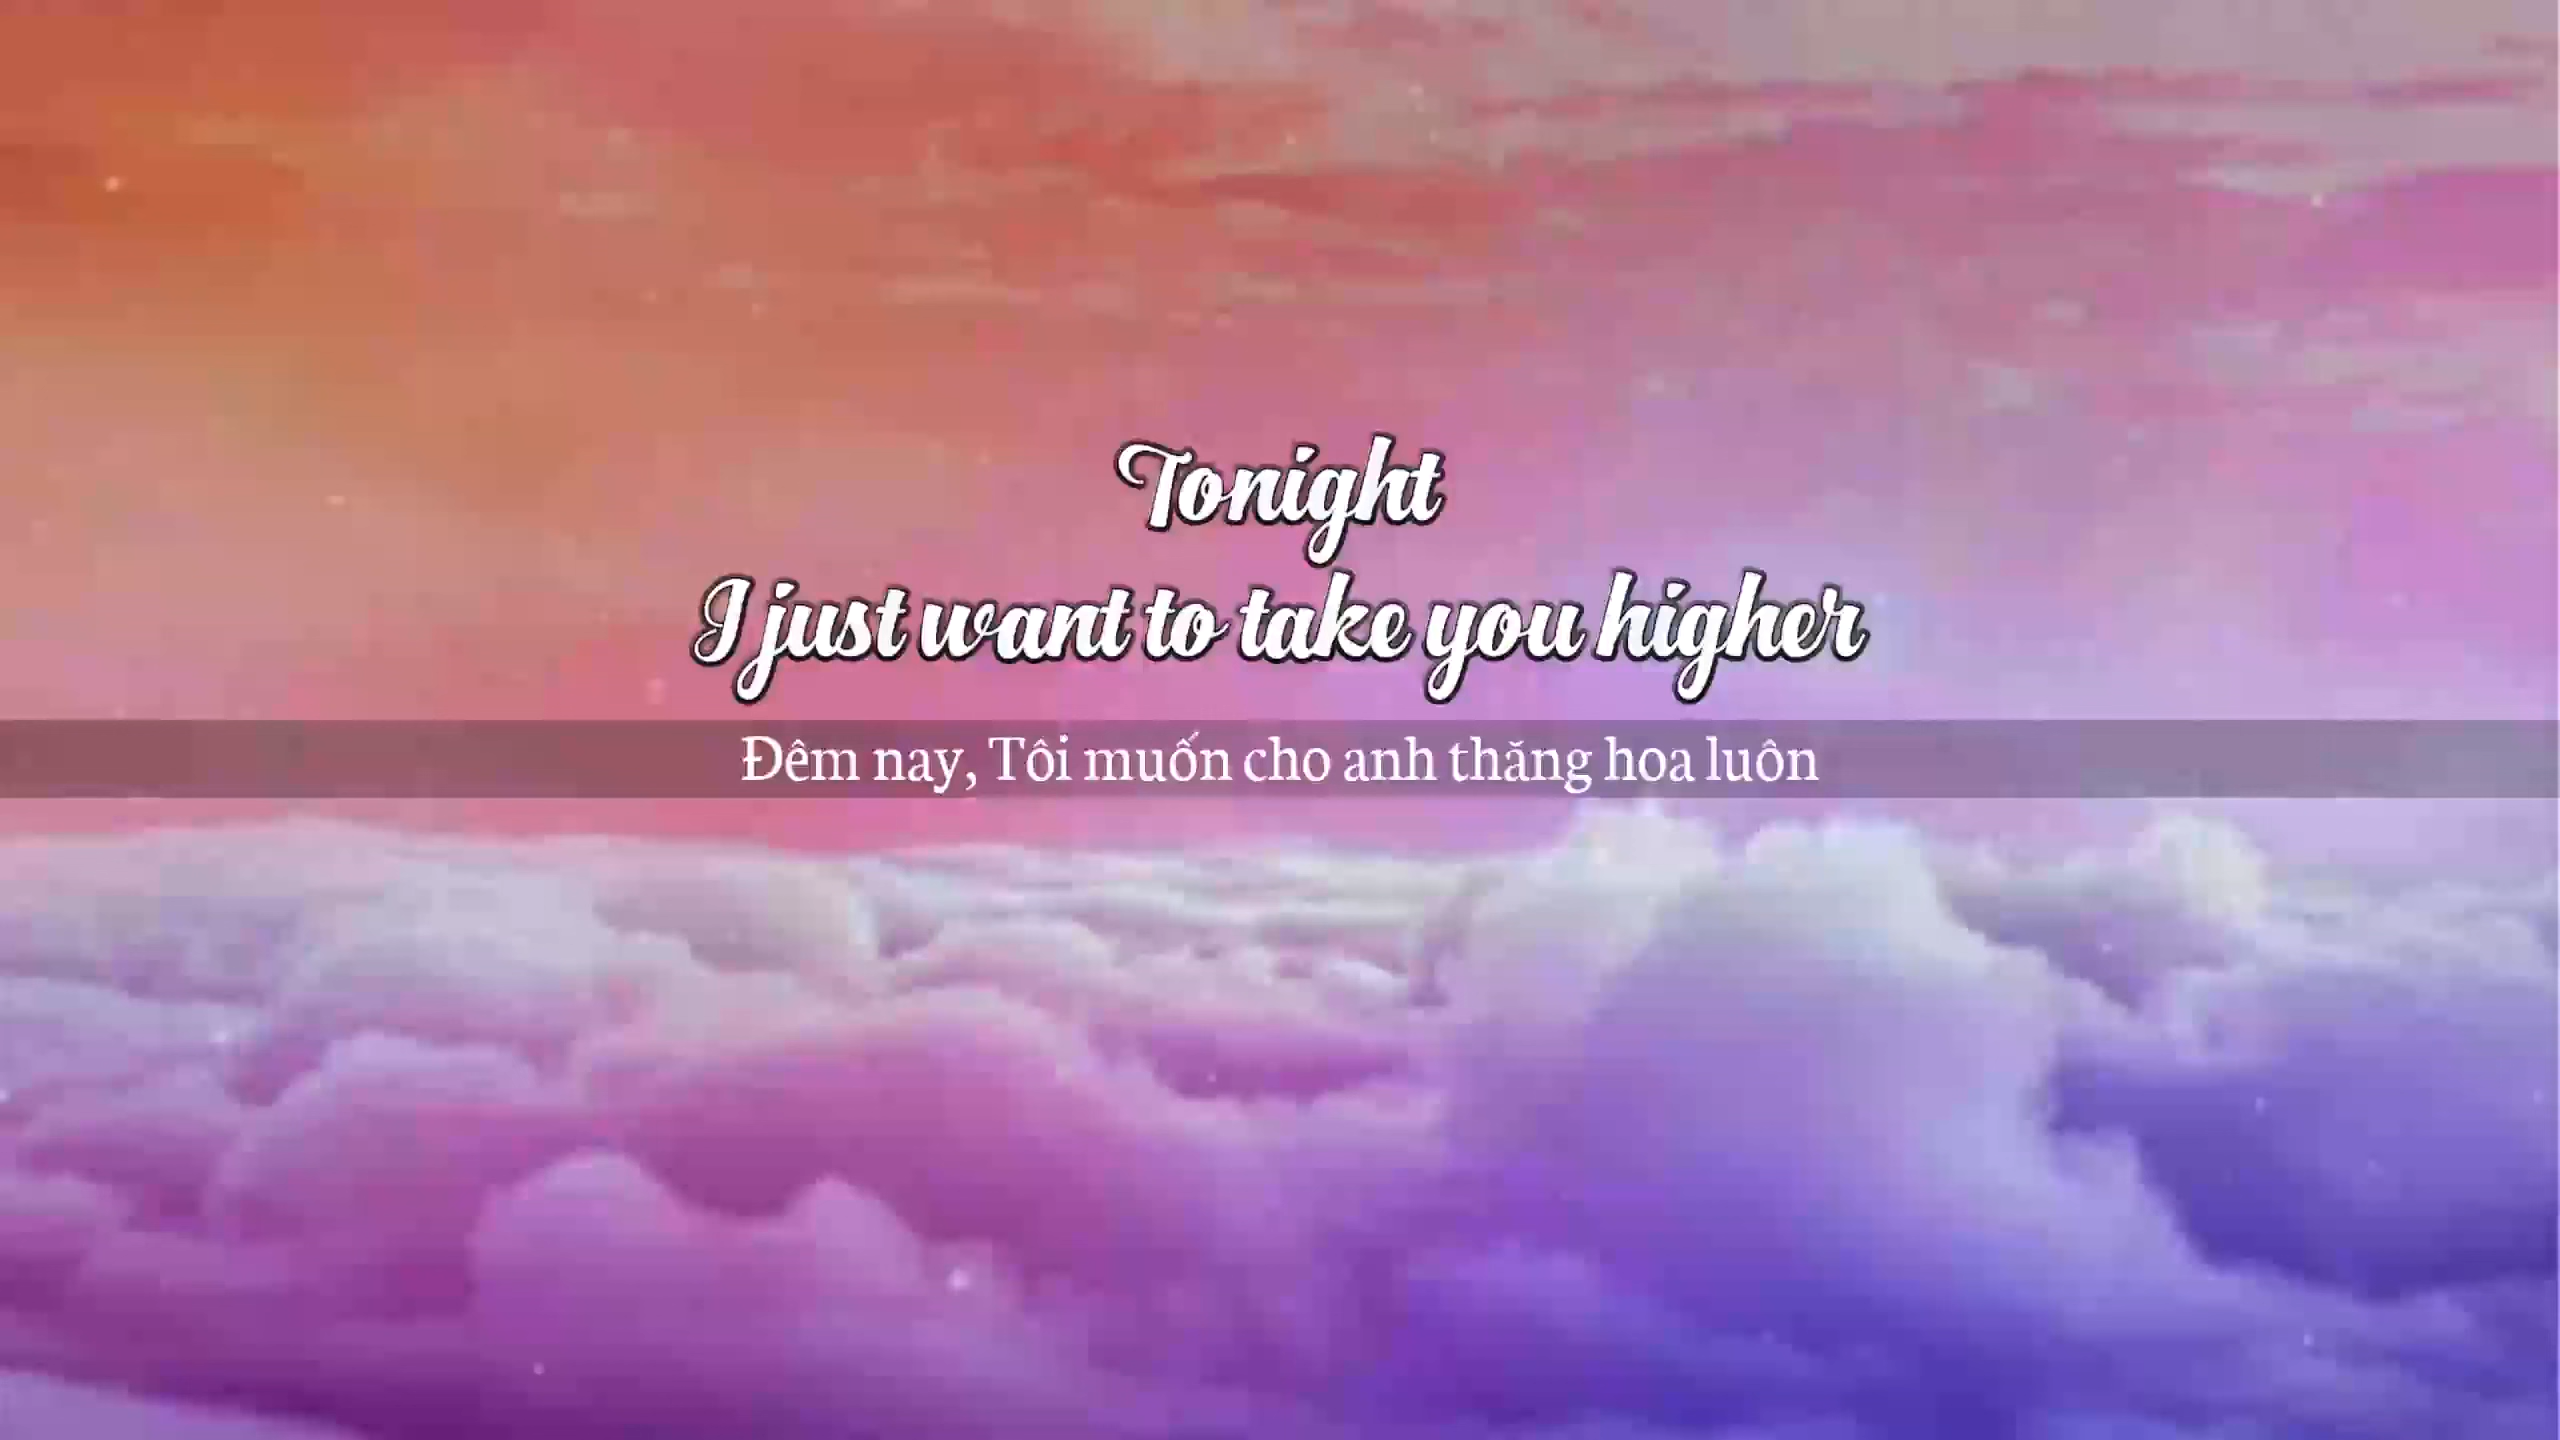 Tonight
I just want to take you higher
Đêm nay, Tôi muốn cho anh thăng hoa luôn